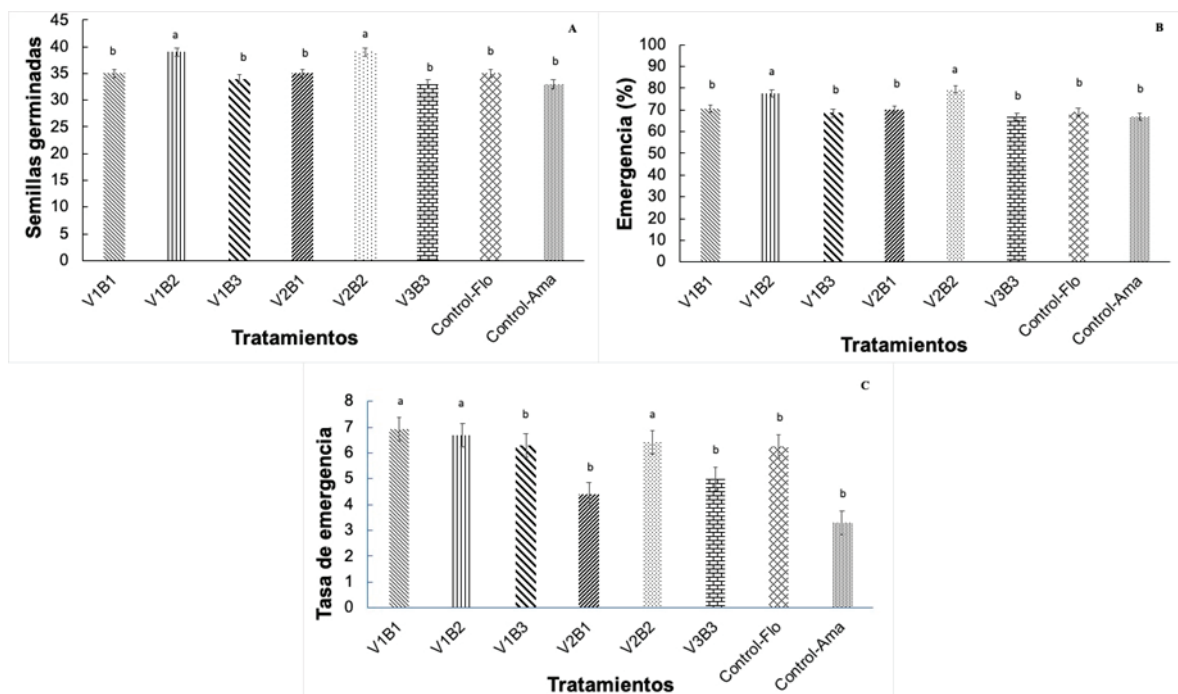 A
Semillas germinadas
45
40
35
30
25
20
15
10
5
0
b a b b a b b b
V1B1 V1B2 V1B3 V2B1 V2B2 V3B3 Control-Flo Control-Ama
Tratamientos
B
Emergencia (%)
100
90
80
70
60
50
40
30
20
10
0
b a b b a b b b
V1B1 V1B2 V1B3 V2B1 V2B2 V3B3 Control-Flo Control-Ama
Tratamientos
C
Tasa de emergencia
8
7
6
5
4
3
2
1
0
a a b b a b b b
V1B1 V1B2 V1B3 V2B1 V2B2 V3B3 Control-Flo Control-Ama
Tratamientos